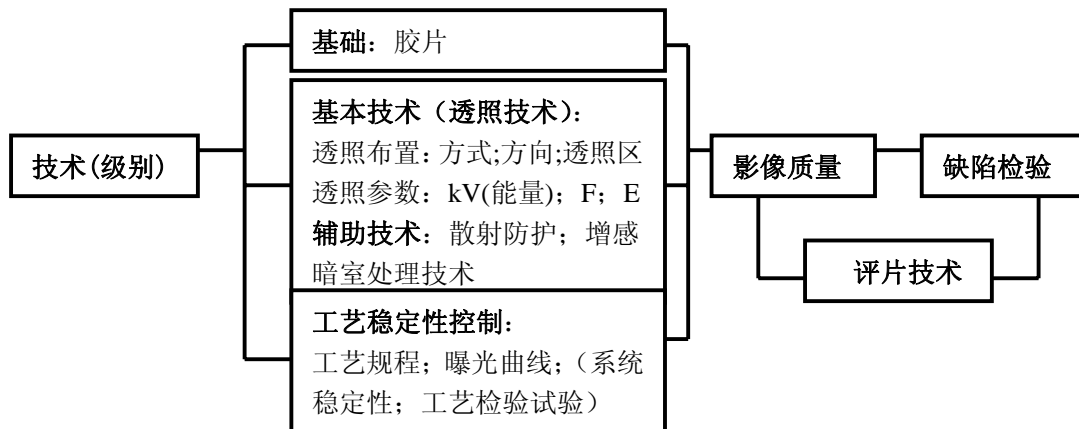 技术(级别)
基础：胶片
基本技术（透照技术）：
透照布置：方式;方向;透照区
透照参数：kV(能量)；F；E
辅助技术：散射防护；增感
暗室处理技术
工艺稳定性控制：
工艺规程；曝光曲线；（系统
稳定性；工艺检验试验）
影像质量
缺陷检验
评片技术